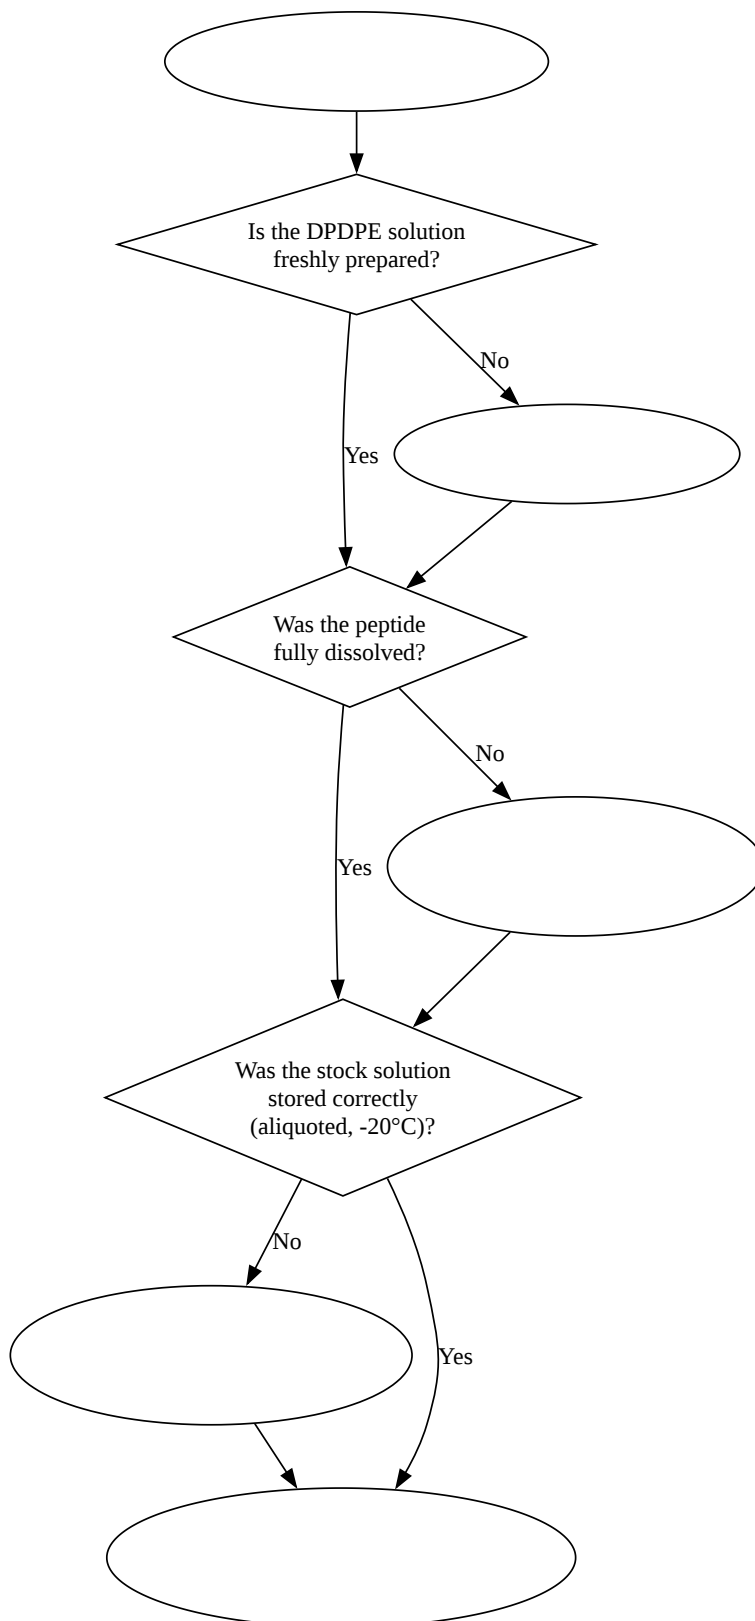 Is the DPDPE solution
freshly prepared?
No
Yes
Was the peptide
fully dissolved?
No
Yes
Was the stock solution
stored correctly
(aliquoted, -20°C)?
No
Yes